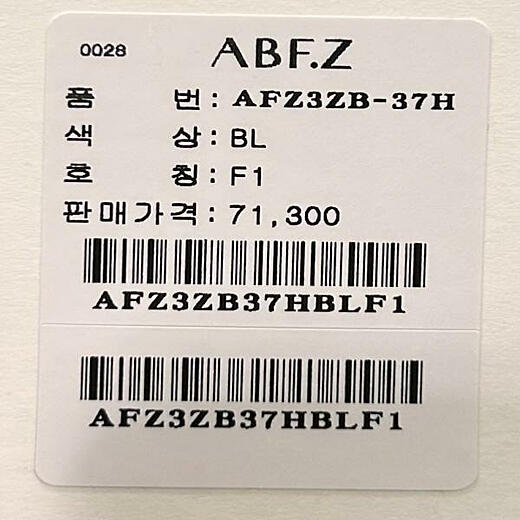 0028 ABF.Z
품 번 : AFZ3ZB-37H
색 상 : BL
호 칭 : F1
판매가격 : 71,300
AFZ3ZB37HBLF1
AFZ3ZB37HBLF1